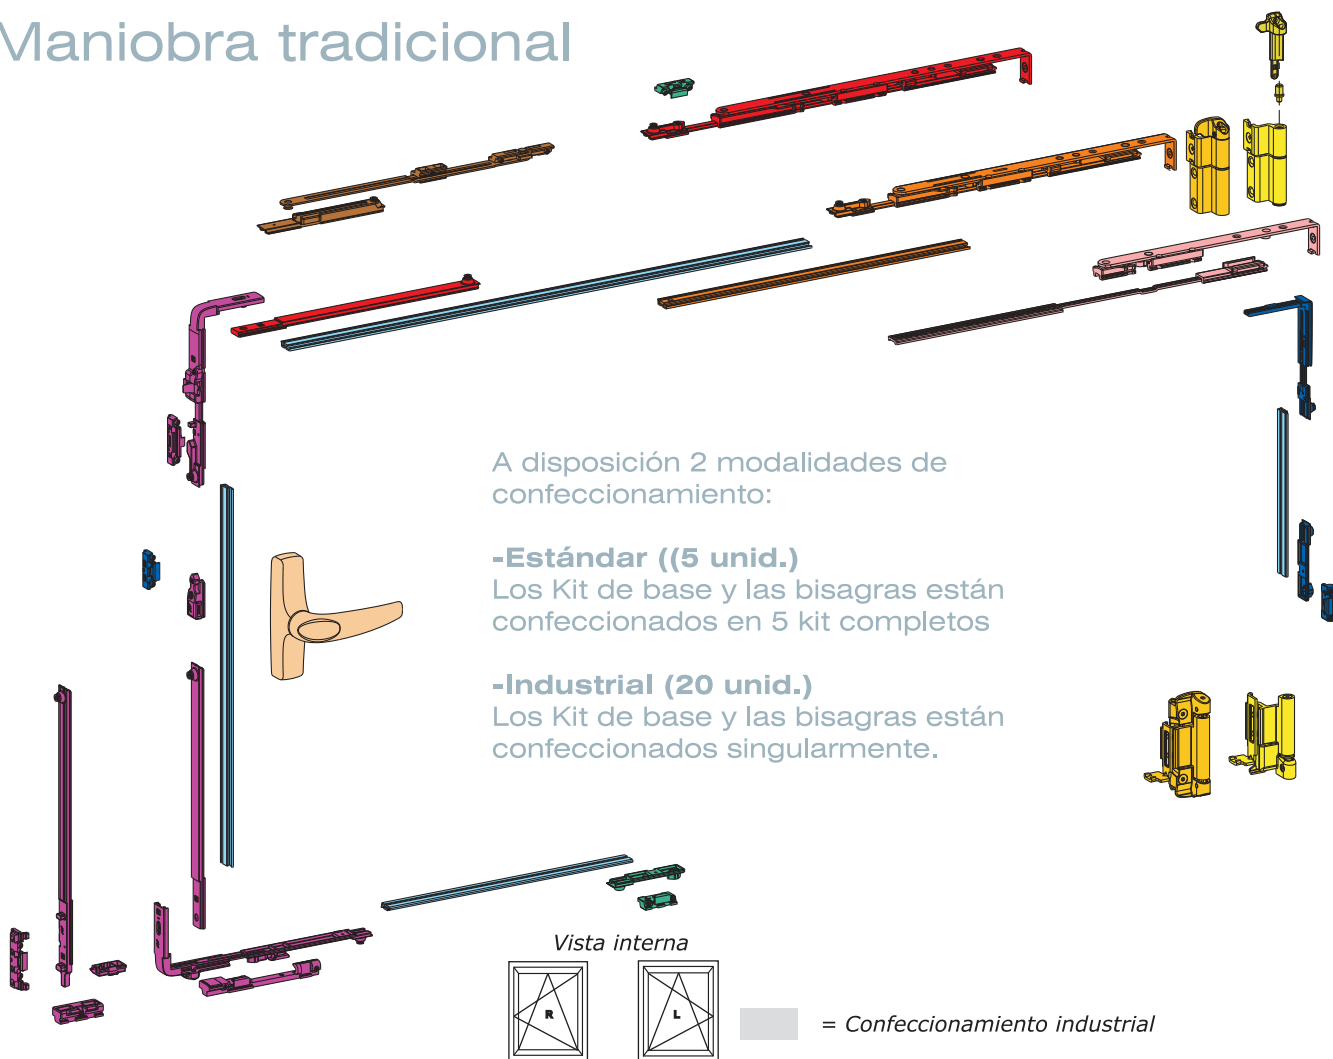 Maniobra tradicional
A disposición 2 modalidades de
confeccionamiento:
-Estándar ((5 unid.)
Los Kit de base y las bisagras están
confeccionados en 5 kit completos
-Industrial (20 unid.)
Los Kit de base y las bisagras están
confeccionados singularmente.
Vista interna
R
L
= Confeccionamiento industrial